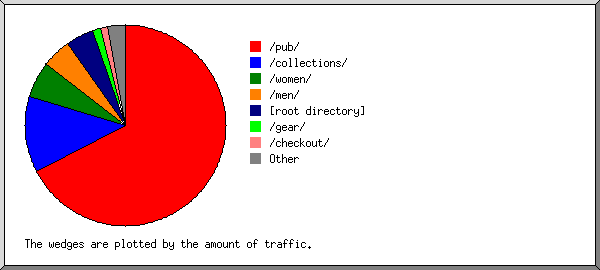 /pub/
/collections/
/women/
/men/
[root directory]
/gear/
/checkout/
Other
The wedges are plotted by the amount of traffic.